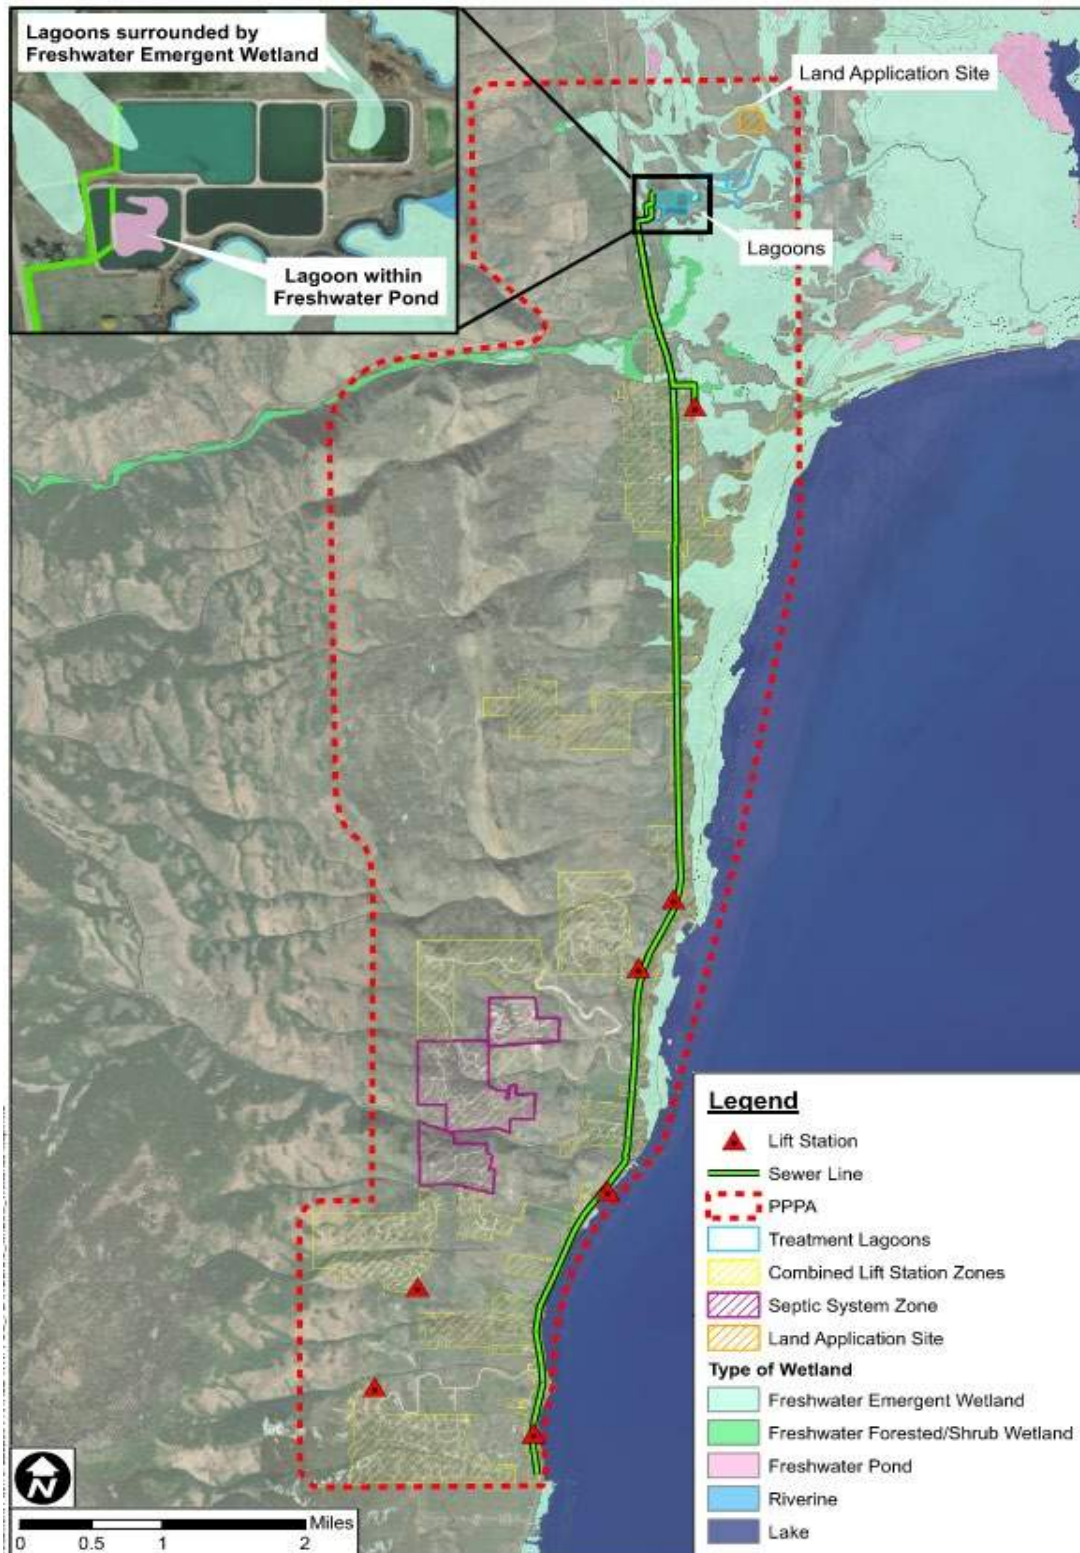 Lagoons surrounded by
Freshwater Emergent Wetland
Lagoon within
Freshwater Pond
Land Application Site
Lagoons
Legend
Lift Station
Sewer Line
PPPA
Treatment Lagoons
Combined Lift Station Zones
Septic System Zone
Land Application Site
Type of Wetland
Freshwater Emergent Wetland
Freshwater Forested/Shrub Wetland
Freshwater Pond
Riverine
Lake
N
Miles
0 0.5 1 2